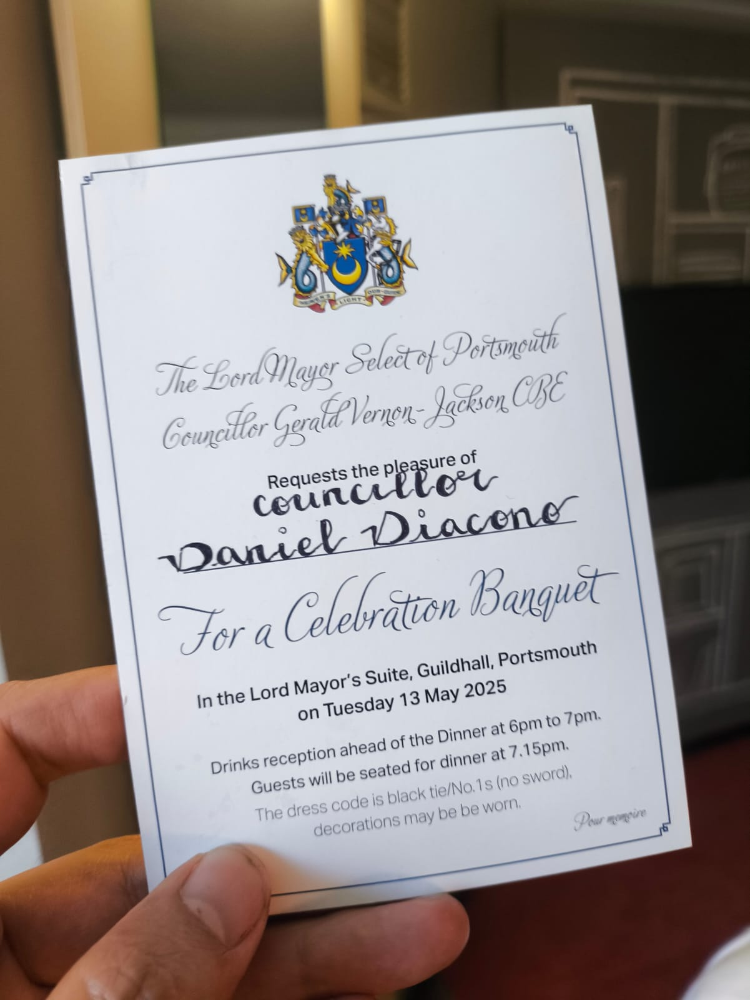 HEAVEN'S LIGHT OUR GUIDE
The Lord Mayor Select of Portsmouth
Councillor Gerald Vernon-Jackson CBE
Requests the pleasure of
councillor
Daniel Diacono
For a Celebration Banquet
In the Lord Mayor's Suite, Guildhall, Portsmouth
on Tuesday 13 May 2025
Drinks reception ahead of the Dinner at 6pm to 7pm.
Guests will be seated for dinner at 7.15pm.
The dress code is black tie/No.1s (no sword),
decorations may be be worn.
Pour memoire